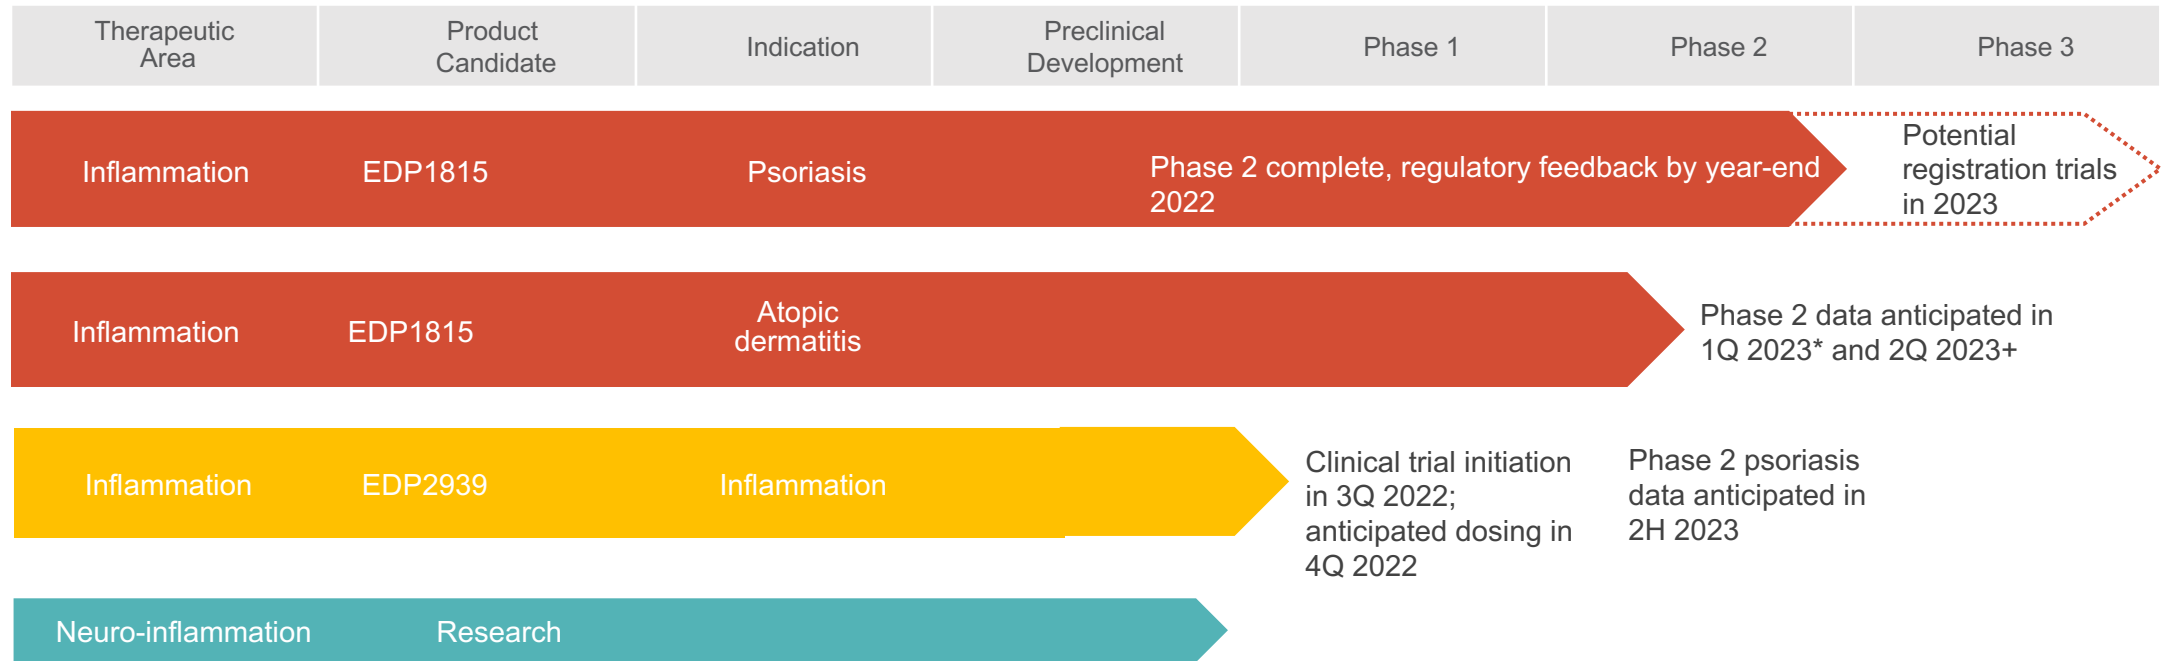 Therapeutic
Area
Product
Candidate
Indication
Preclinical
Development
Phase 1
Phase 2
Phase 3
Inflammation
EDP1815
Psoriasis
Phase 2 complete, regulatory feedback by year-end
2022
Potential
registration trials
in 2023
Inflammation
EDP1815
Atopic
dermatitis
Phase 2 data anticipated in
1Q 2023* and 2Q 2023+
Inflammation
EDP2939
Inflammation
Clinical trial initiation
in 3Q 2022;
anticipated dosing in
4Q 2022
Phase 2 psoriasis
data anticipated in
2H 2023
Neuro-inflammation
Research